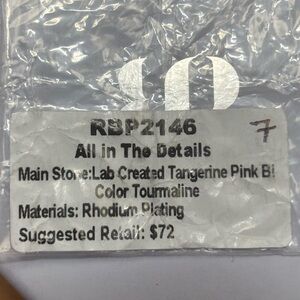 RBP2146
7
All in The Details
Main Stone:Lab Created Tangerine Pink BI
Color Tourmaline
Materials: Rhodium Plating
Suggested Retail: $72